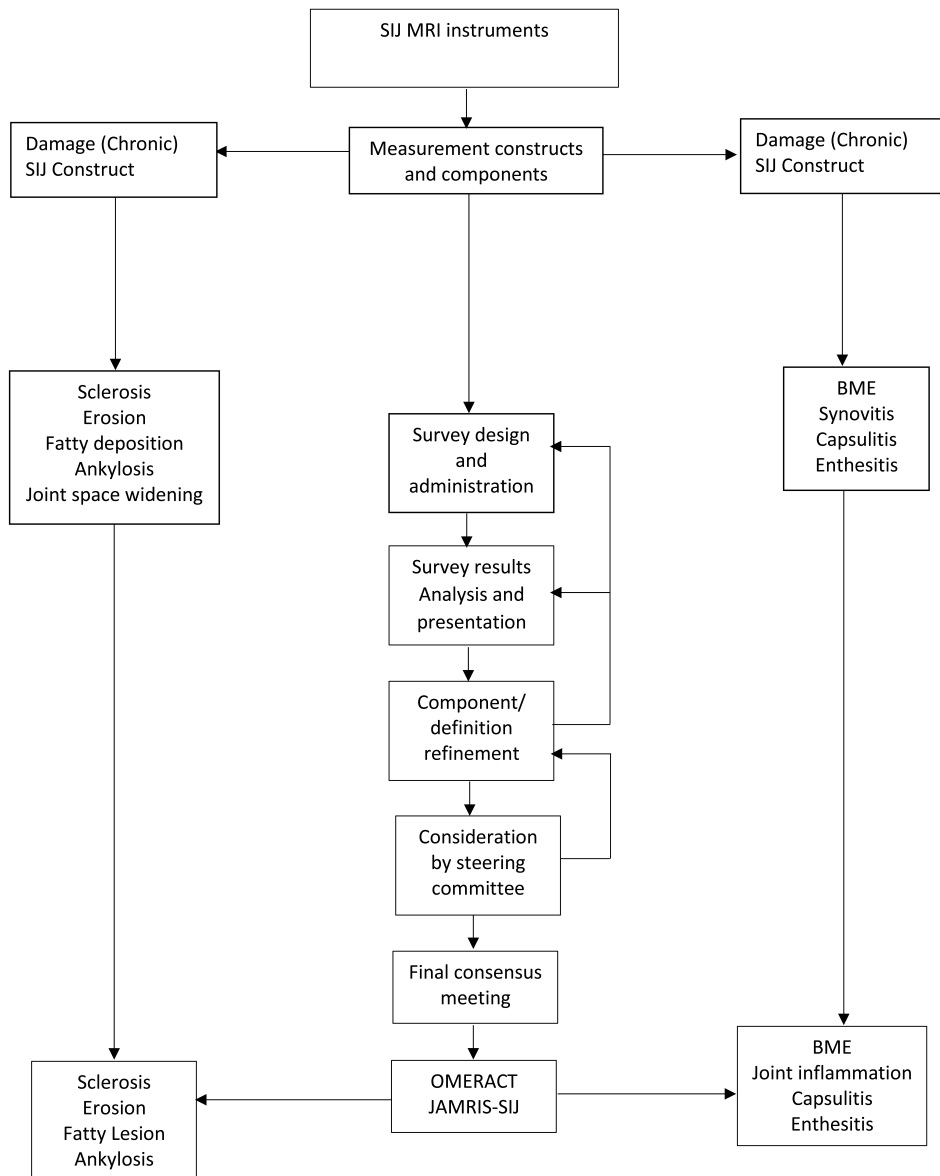 SIJ MRI instruments
Damage (Chronic)
SIJ Construct
Measurement constructs
and components
Damage (Chronic)
SIJ Construct
Sclerosis
Erosion
Fatty deposition
Ankylosis
Joint space widening
BME
Synovitis
Capsulitis
Enthesitis
Survey design
and
administration
Survey results
Analysis and
presentation
Component/
definition
refinement
Consideration
by steering
committee
Final consensus
meeting
Sclerosis
Erosion
Fatty Lesion
Ankylosis
OMERACT
JAMRIS-SIJ
BME
Joint inflammation
Capsulitis
Enthesitis